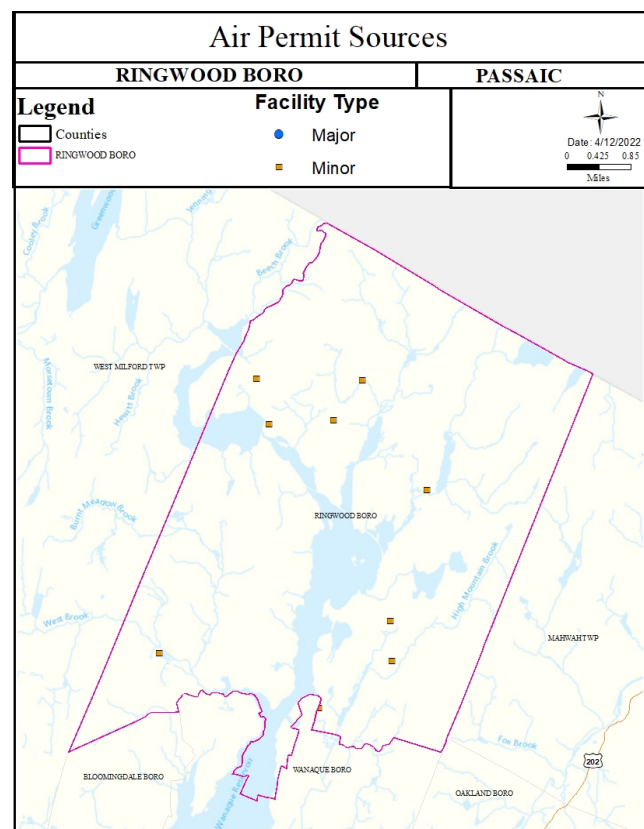 Air Permit Sources
RINGWOOD BORO
PASSAIC
Legend
Counties
RINGWOOD BORO
Facility Type
Major
Minor
N
Date: 4/12/2022
0 0.425 0.85
Miles
Cooley Brook
Greenwood
Jennings
Beech Brook
WEST MILFORD TWP
Morsetown Brook
Hewitt Brook
Burnt Meadow Brook
RINGWOOD BORO
High Mountain Brook
West Brook
MAHWAH TWP
Fox Brook
202
BLOOMINGDALE BORO
Wanaque Reservoir
WANAQUE BORO
OAKLAND BORO